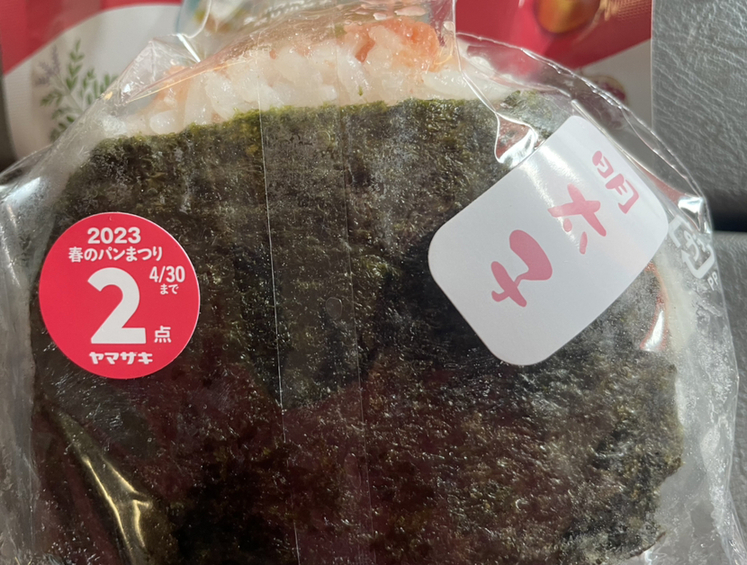 2023
春のパンまつり
4/30
まで
2点
ヤマザキ
明太子